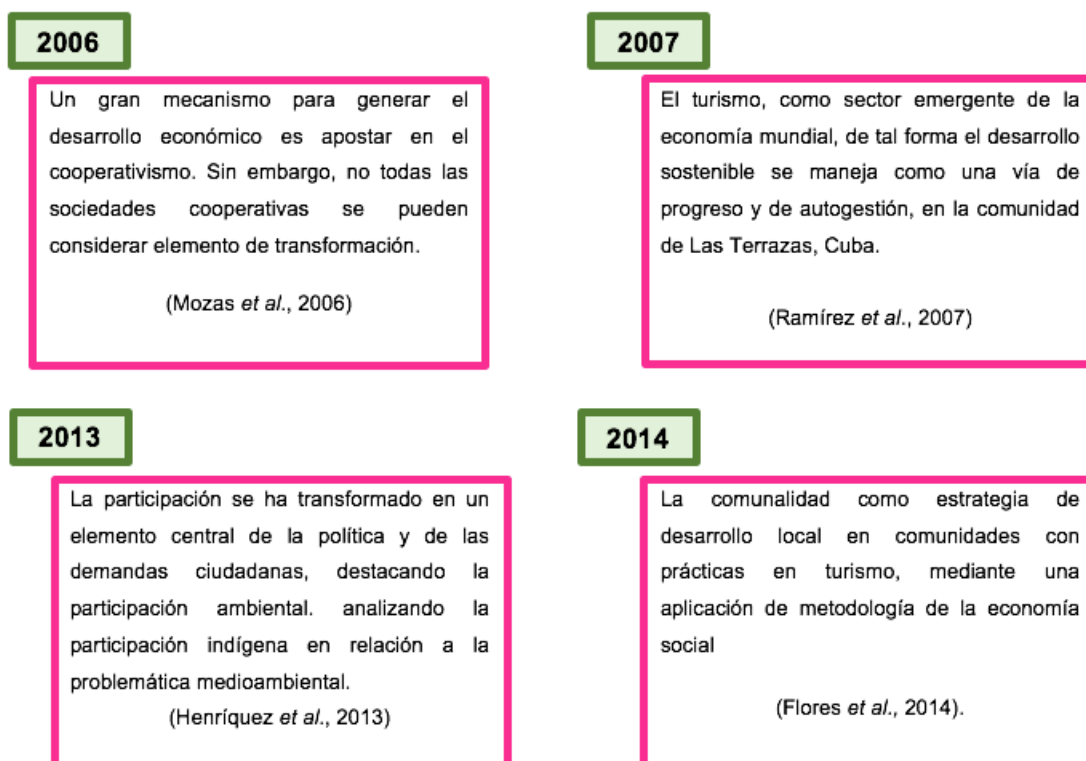 2006
Un gran mecanismo para generar el
desarrollo económico es apostar en el
cooperativismo. Sin embargo, no todas las
sociedades cooperativas se pueden
considerar elemento de transformación.
(Mozas et al., 2006)
2007
El turismo, como sector emergente de la
economía mundial, de tal forma el desarrollo
sostenible se maneja como una vía de
progreso y de autogestión, en la comunidad
de Las Terrazas, Cuba.
(Ramírez et al., 2007)
2013
La participación se ha transformado en un
elemento central de la política y de las
demandas ciudadanas, destacando la
participación ambiental. analizando la
participación indígena en relación a la
problemática medioambiental.
(Henríquez et al., 2013)
2014
La comunalidad como estrategia de
desarrollo local en comunidades con
prácticas en turismo, mediante una
aplicación de metodología de la economía
social
(Flores et al., 2014).